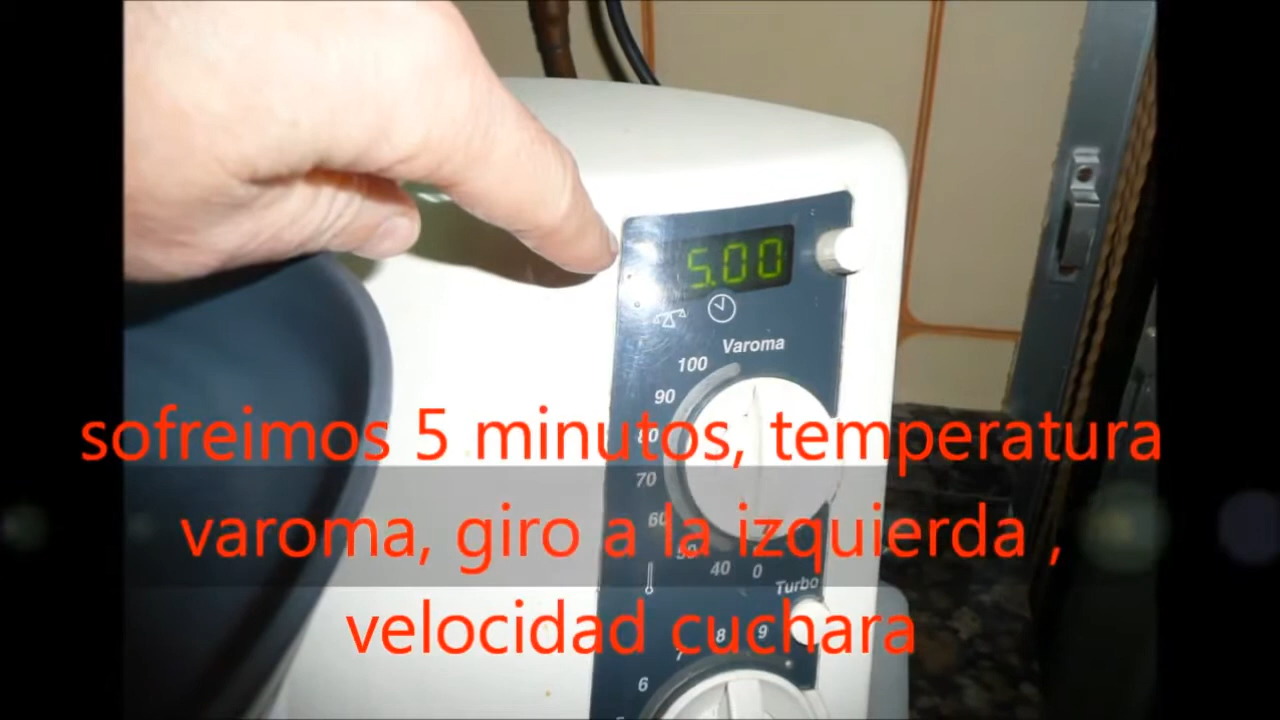 5.00
Varoma
100
90
80
70
60
50
40
0
Turbo
9
8
7
6
sofreimos 5 minutos, temperatura
varoma, giro a la izquierda ,
velocidad cuchara